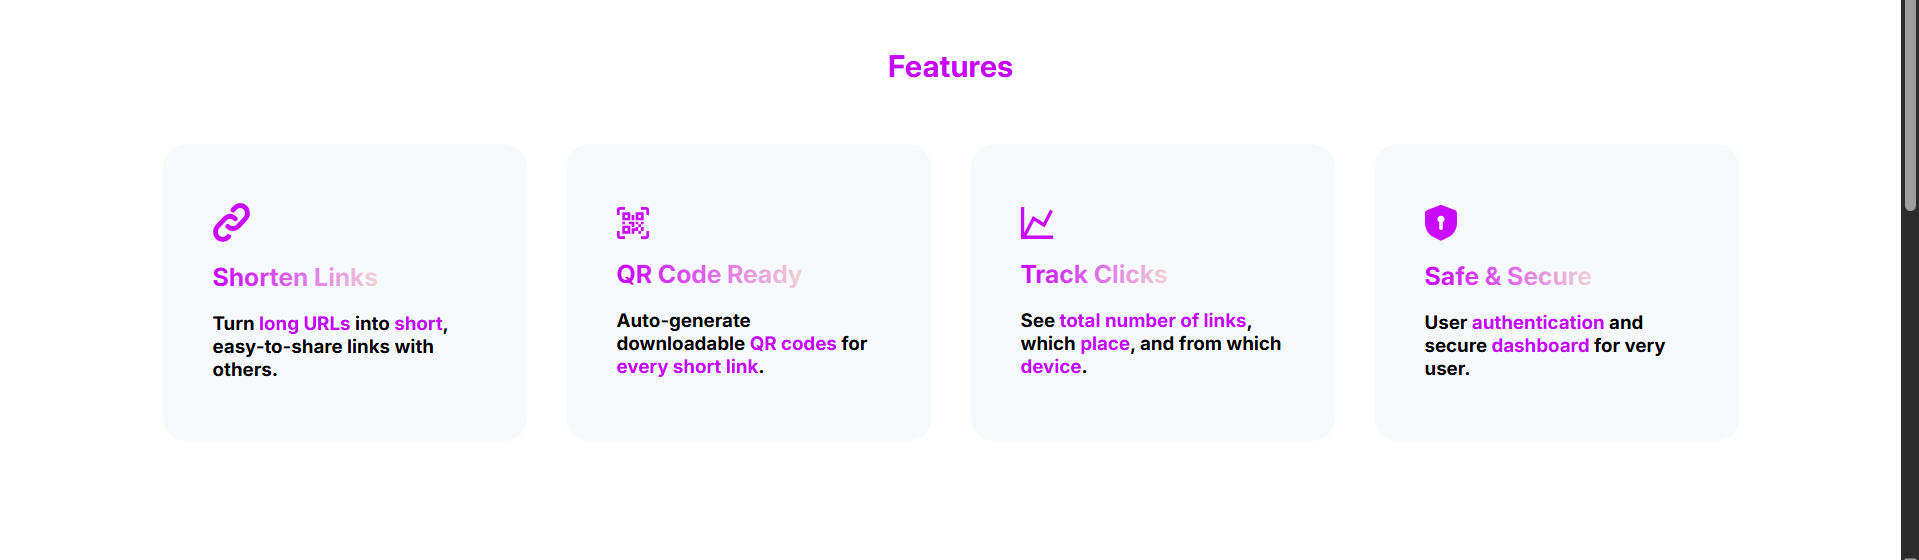 Features
Shorten Links
Turn long URLs into short,
easy-to-share links with
others.
QR Code Ready
Auto-generate
downloadable QR codes for
every short link.
Track Clicks
See total number of links,
which place, and from which
device.
Safe & Secure
User authentication and
secure dashboard for very
user.